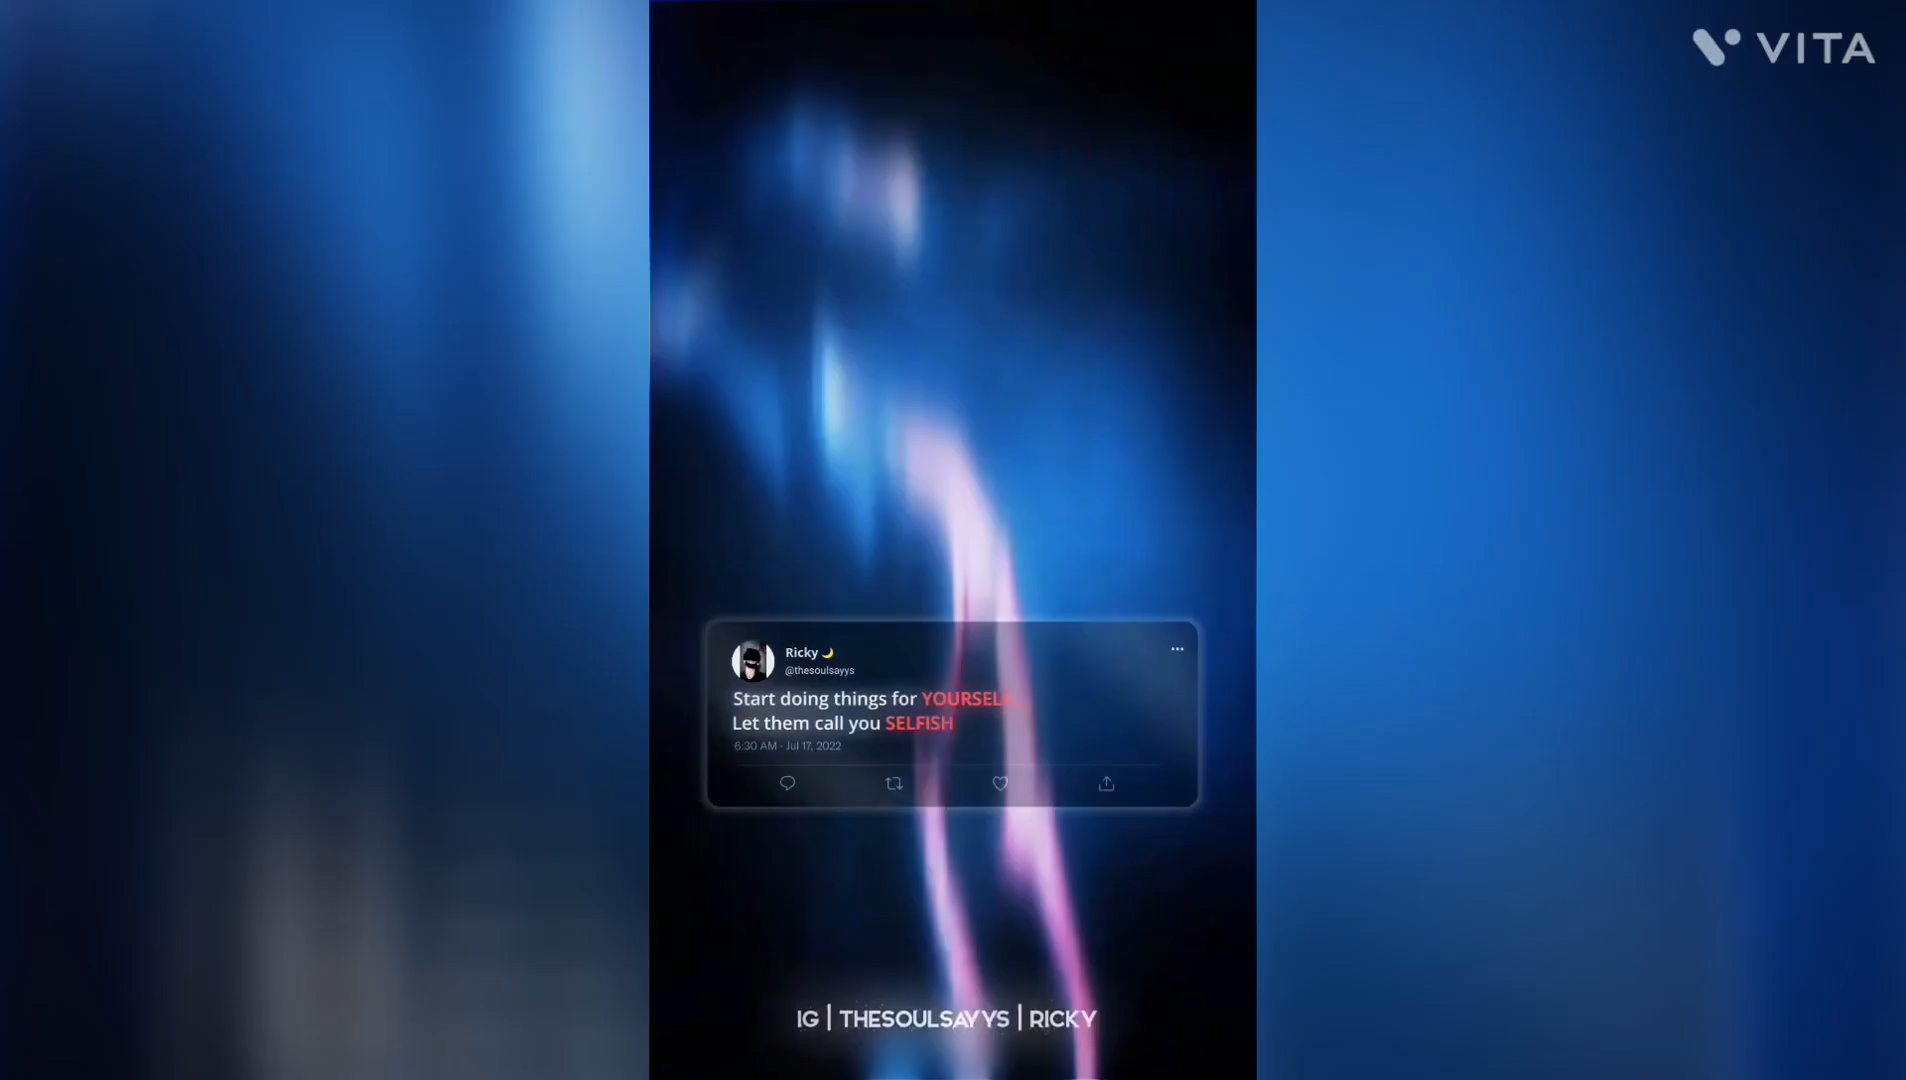 VITA
Ricky🌙
@thesoulsayys
Start doing things for YOURSELF
Let them call you SELFISH
6:30 AM · Jul 17, 2022
IG | THESOULSAYYS | RICKY